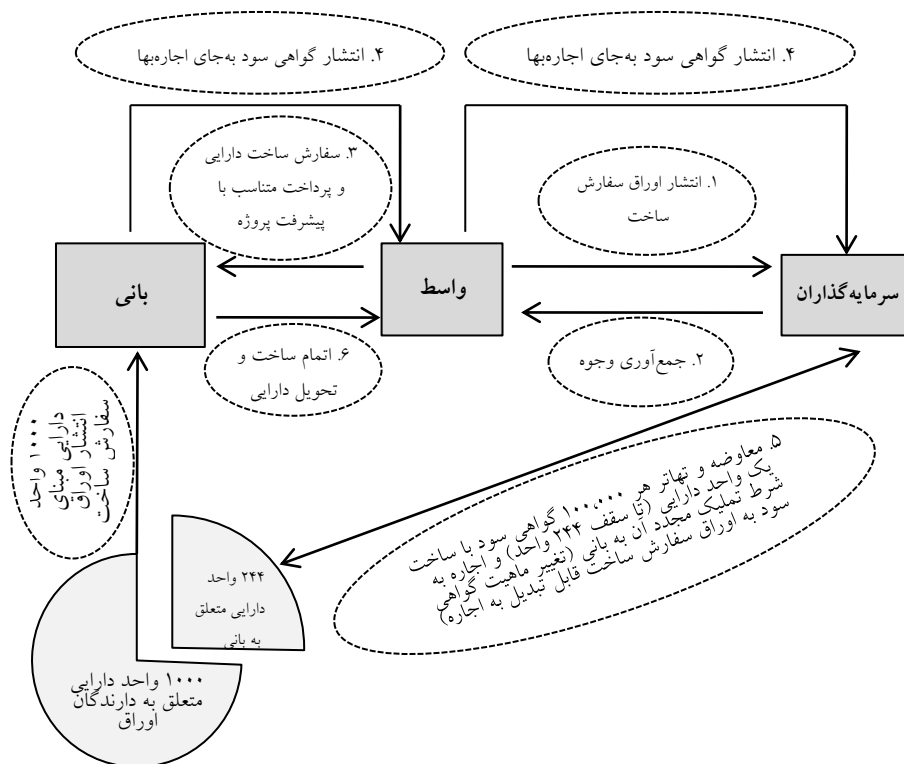 ۴. انتشار گواهی سود به‌جای اجاره‌بها
۴. انتشار گواهی سود به‌جای اجاره‌بها
۳. سفارش ساخت دارایی
و پرداخت متناسب با
پیشرفت پروژه
۱. انتشار اوراق سفارش
ساخت
بانی
واسط
سرمایه‌گذاران
۶. اتمام ساخت و
تحویل دارایی
۲. جمع‌آوری وجوه
۱۰۰۰ واحد
دارایی مبنای
انتشار اوراق
سفارش ساخت
۵. معاوضه و تهاتر هر ۱۰۰,۰۰۰ گواهی سود با ساخت
یک واحد دارایی (تا سقف ۲۴۴ واحد) و اجاره به
شرط تملیک مجدد آن به بانی (تغییر ماهیت گواهی
سود به اوراق سفارش ساخت قابل تبدیل به اجاره)
۲۴۴ واحد
دارایی متعلق
به بانی
۱۰۰۰ واحد دارایی
متعلق به دارندگان
اوراق